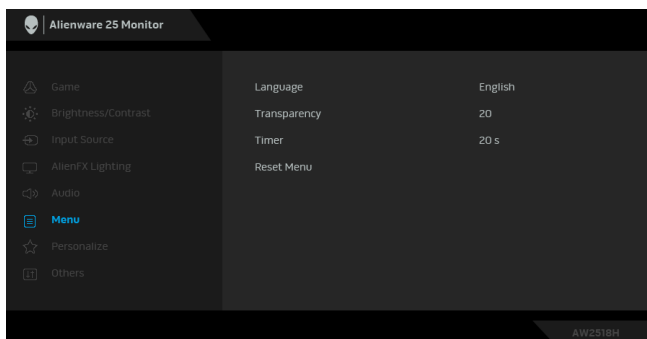 Alienware 25 Monitor
Game
Language English
Brightness/Contrast
Transparency 20
Input Source
Timer 20 s
AlienFX Lighting
Reset Menu
Audio
Menu
Personalize
Others
AW2518H